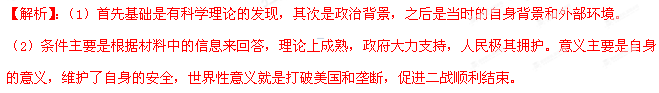 【解析】：（1）首先基础是有科学理论的发现，其次是政治背景，之后是当时的自身背景和外部环境。
（2）条件主要是根据材料中的信息来回答，理论上成熟，政府大力支持，人民极其拥护。意义主要是自身
的意义，维护了自身的安全，世界性意义就是打破美国和垄断，促进二战顺利结束。